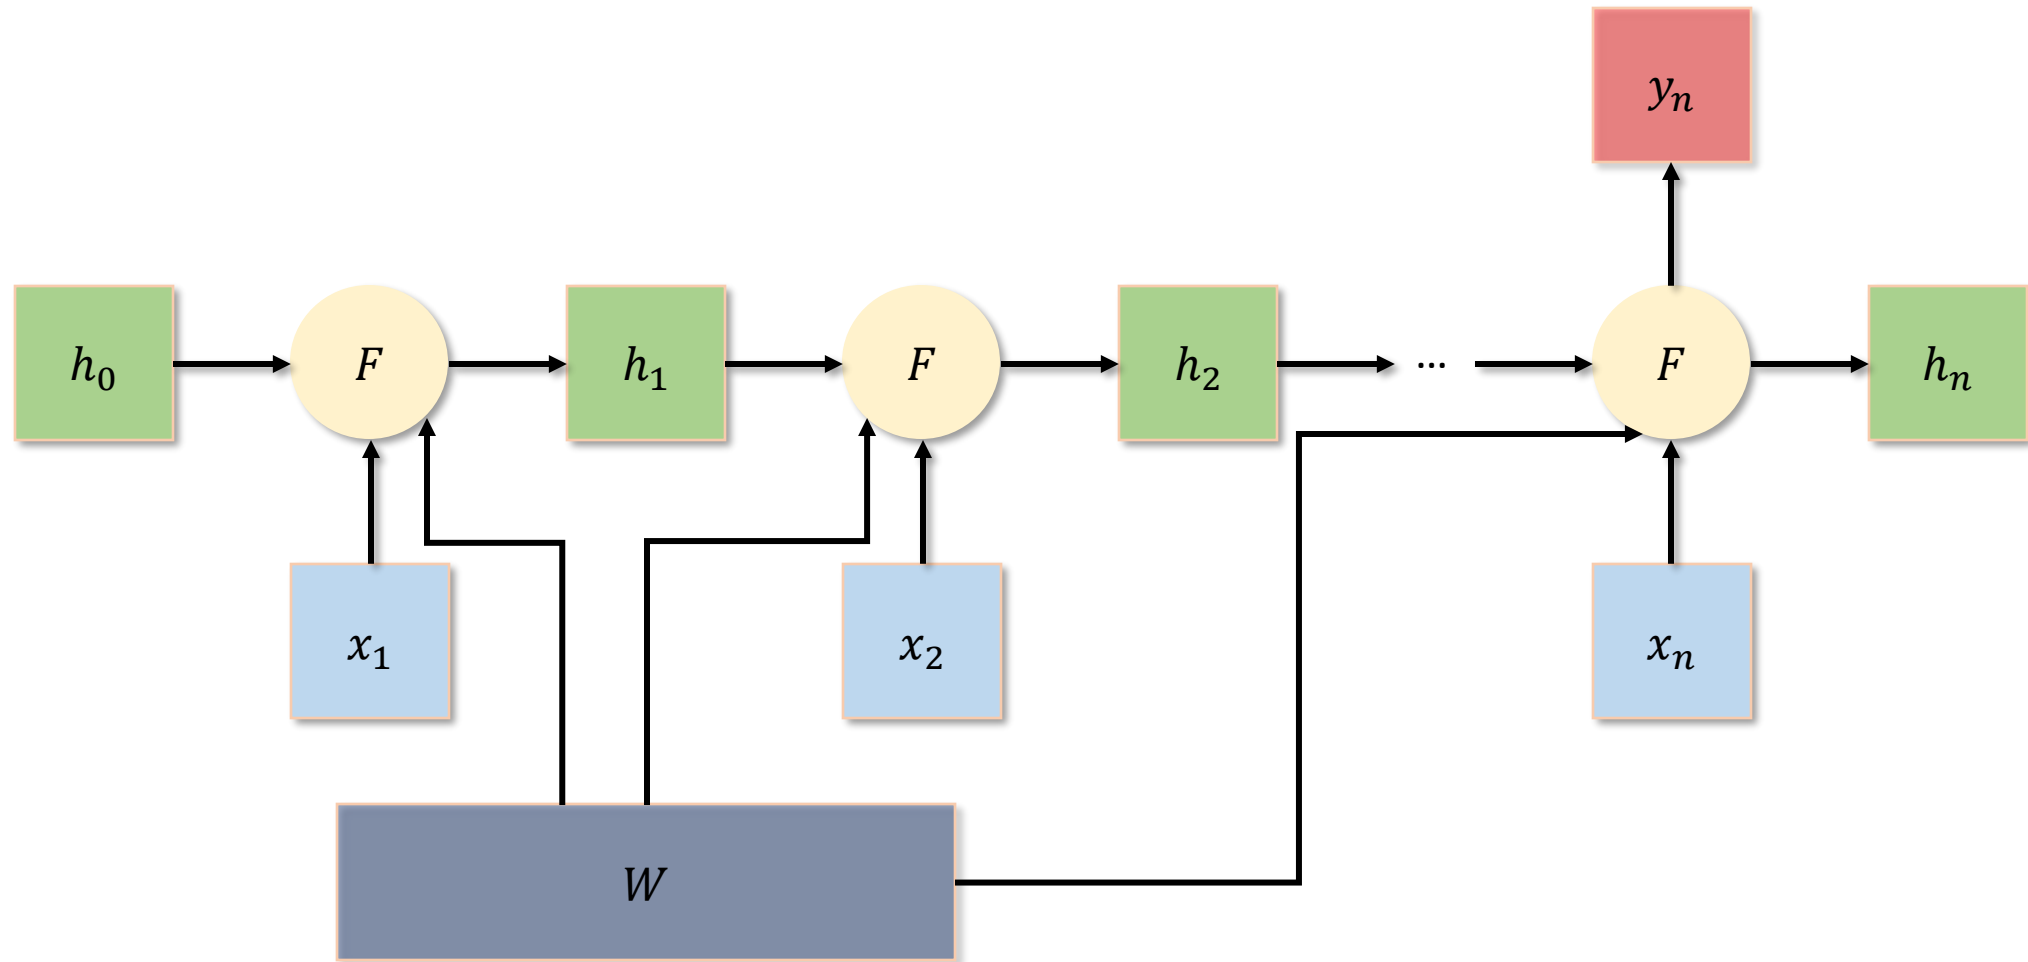 yₙ
h₀
F
h₁
F
h₂
...
F
hₙ
x₁
x₂
xₙ
W